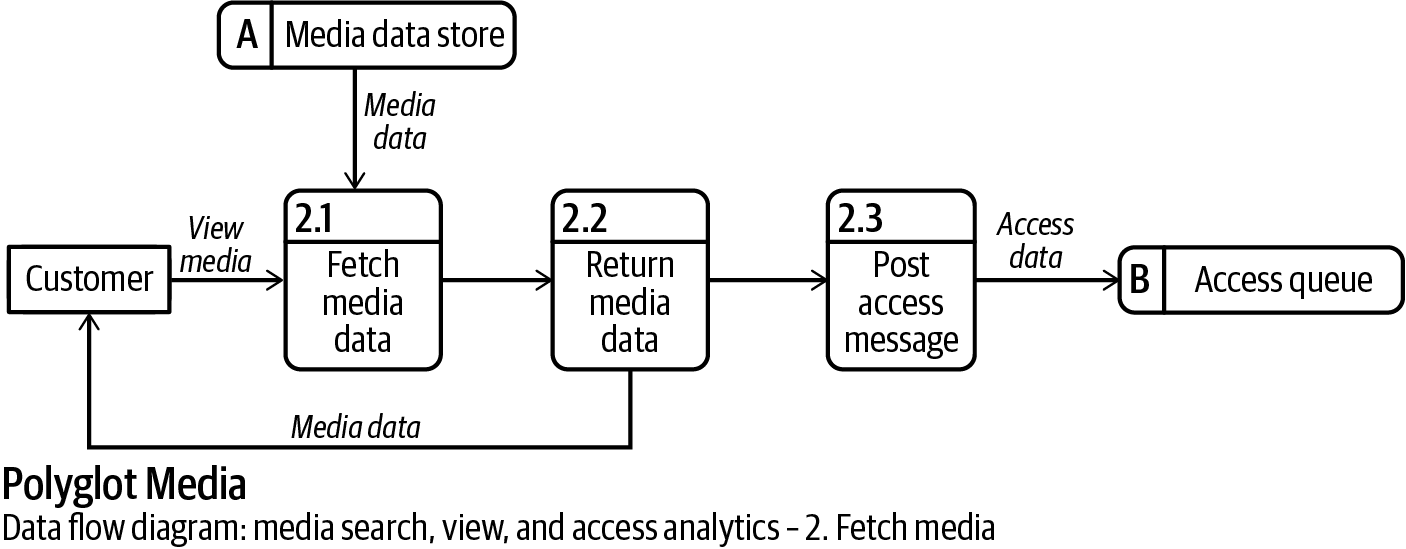 A Media data store
Media
data
View
media
Customer
2.1
Fetch
media
data
2.2
Return
media
data
2.3
Post
access
message
Access
data
B Access queue
Media data
Polyglot Media
Data flow diagram: media search, view, and access analytics – 2. Fetch media